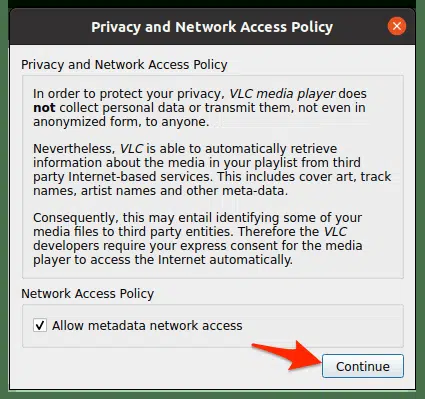 Privacy and Network Access Policy
Privacy and Network Access Policy
In order to protect your privacy, VLC media player does
not collect personal data or transmit them, not even in
anonymized form, to anyone.
Nevertheless, VLC is able to automatically retrieve
information about the media in your playlist from third
party Internet-based services. This includes cover art, track
names, artist names and other meta-data.
Consequently, this may entail identifying some of your
media files to third party entities. Therefore the VLC
developers require your express consent for the media
player to access the Internet automatically.
Network Access Policy
Allow metadata network access
Continue